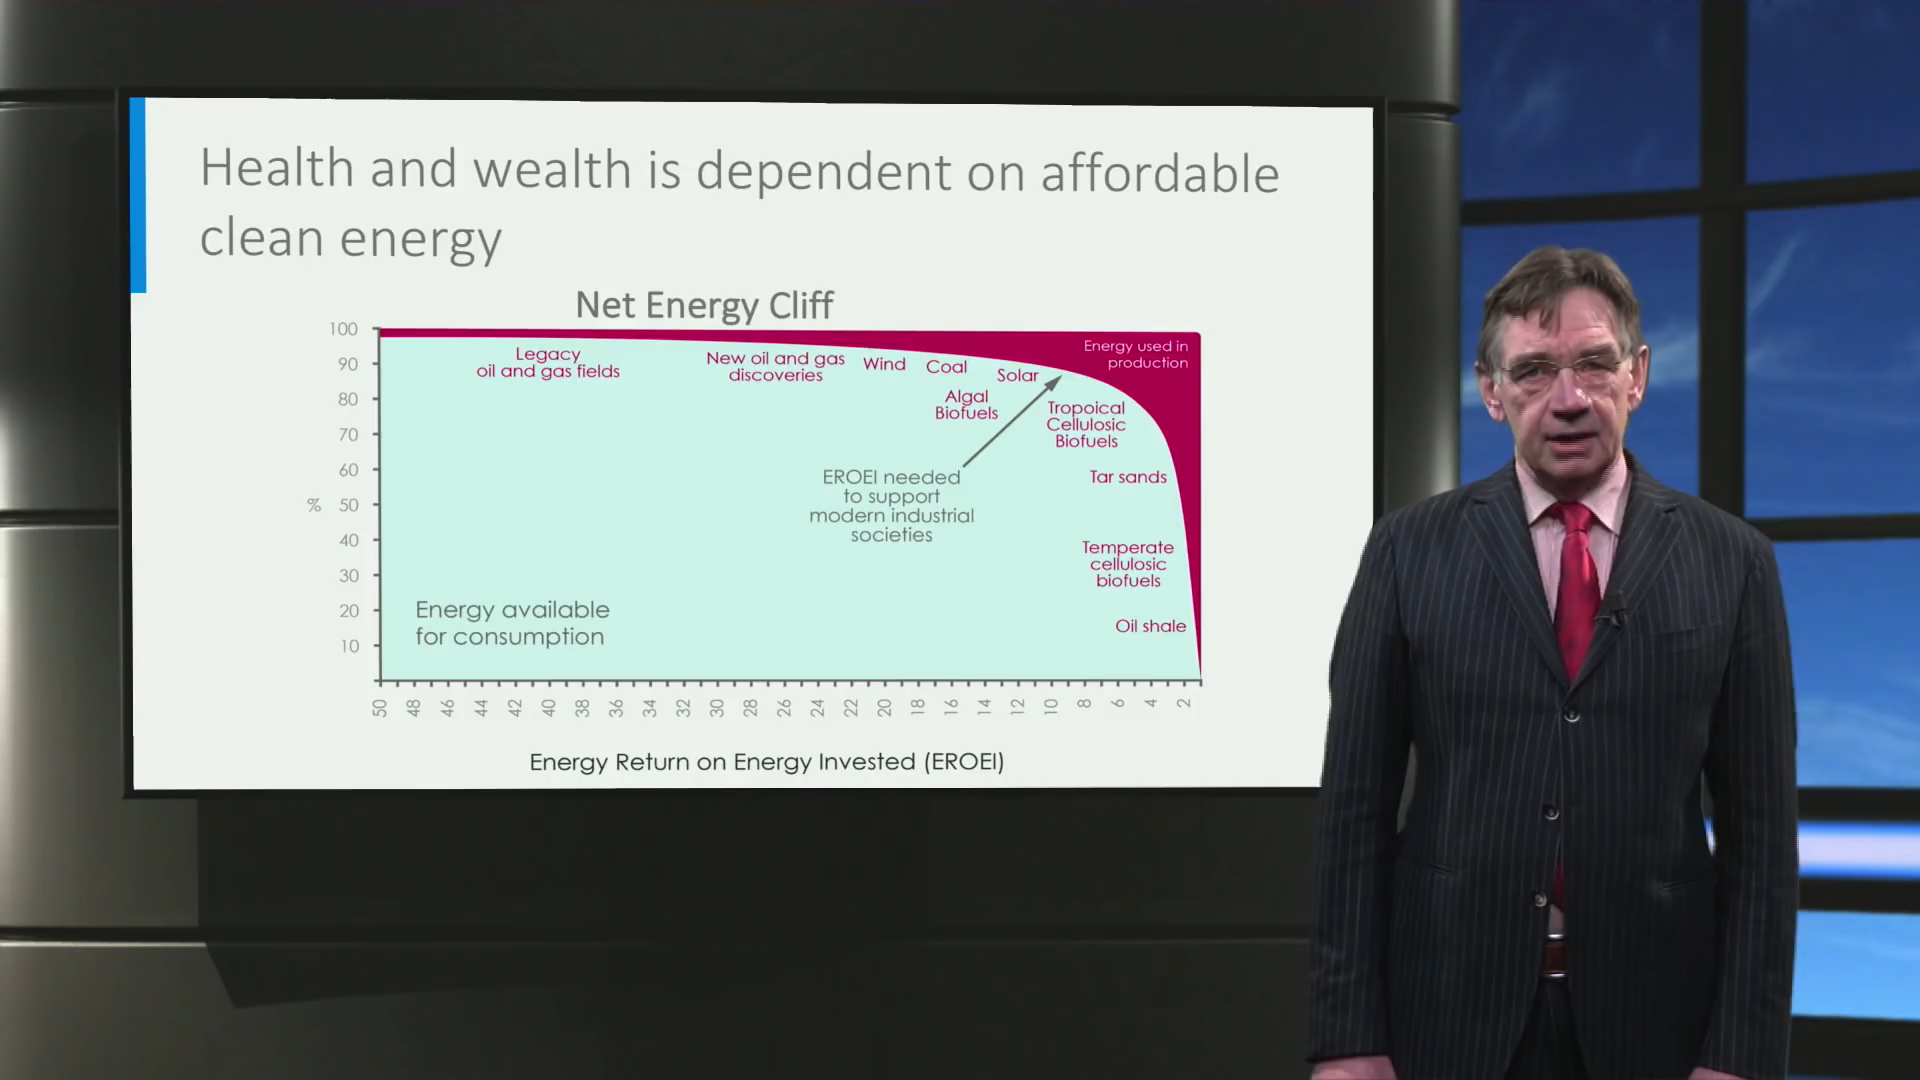 Health and wealth is dependent on affordable
clean energy
Net Energy Cliff
100
90
80
70
60
% 50
40
30
20
10
Legacy
oil and gas fields
New oil and gas
discoveries
Wind
Coal
Solar
Algal
Biofuels
Energy used in
production
Tropoical
Cellulosic
Biofuels
EROEI needed
to support
modern industrial
societies
Tar sands
Temperate
cellulosic
biofuels
Oil shale
Energy available
for consumption
50 48 46 44 42 40 38 36 34 32 30 28 26 24 22 20 18 16 14 12 10 8 6 4 2
Energy Return on Energy Invested (EROEI)